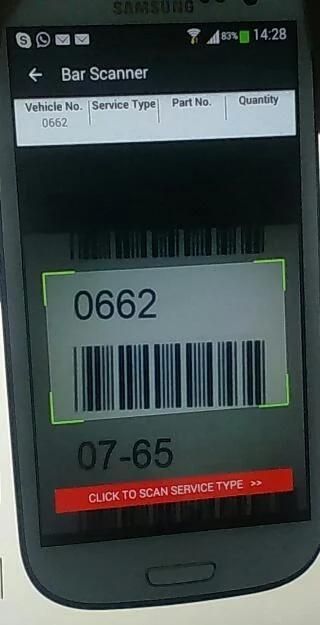 SAMSUNG
83% 14:28
Bar Scanner
Vehicle No. Service Type Part No. Quantity
0662
0662
07-65
CLICK TO SCAN SERVICE TYPE >>